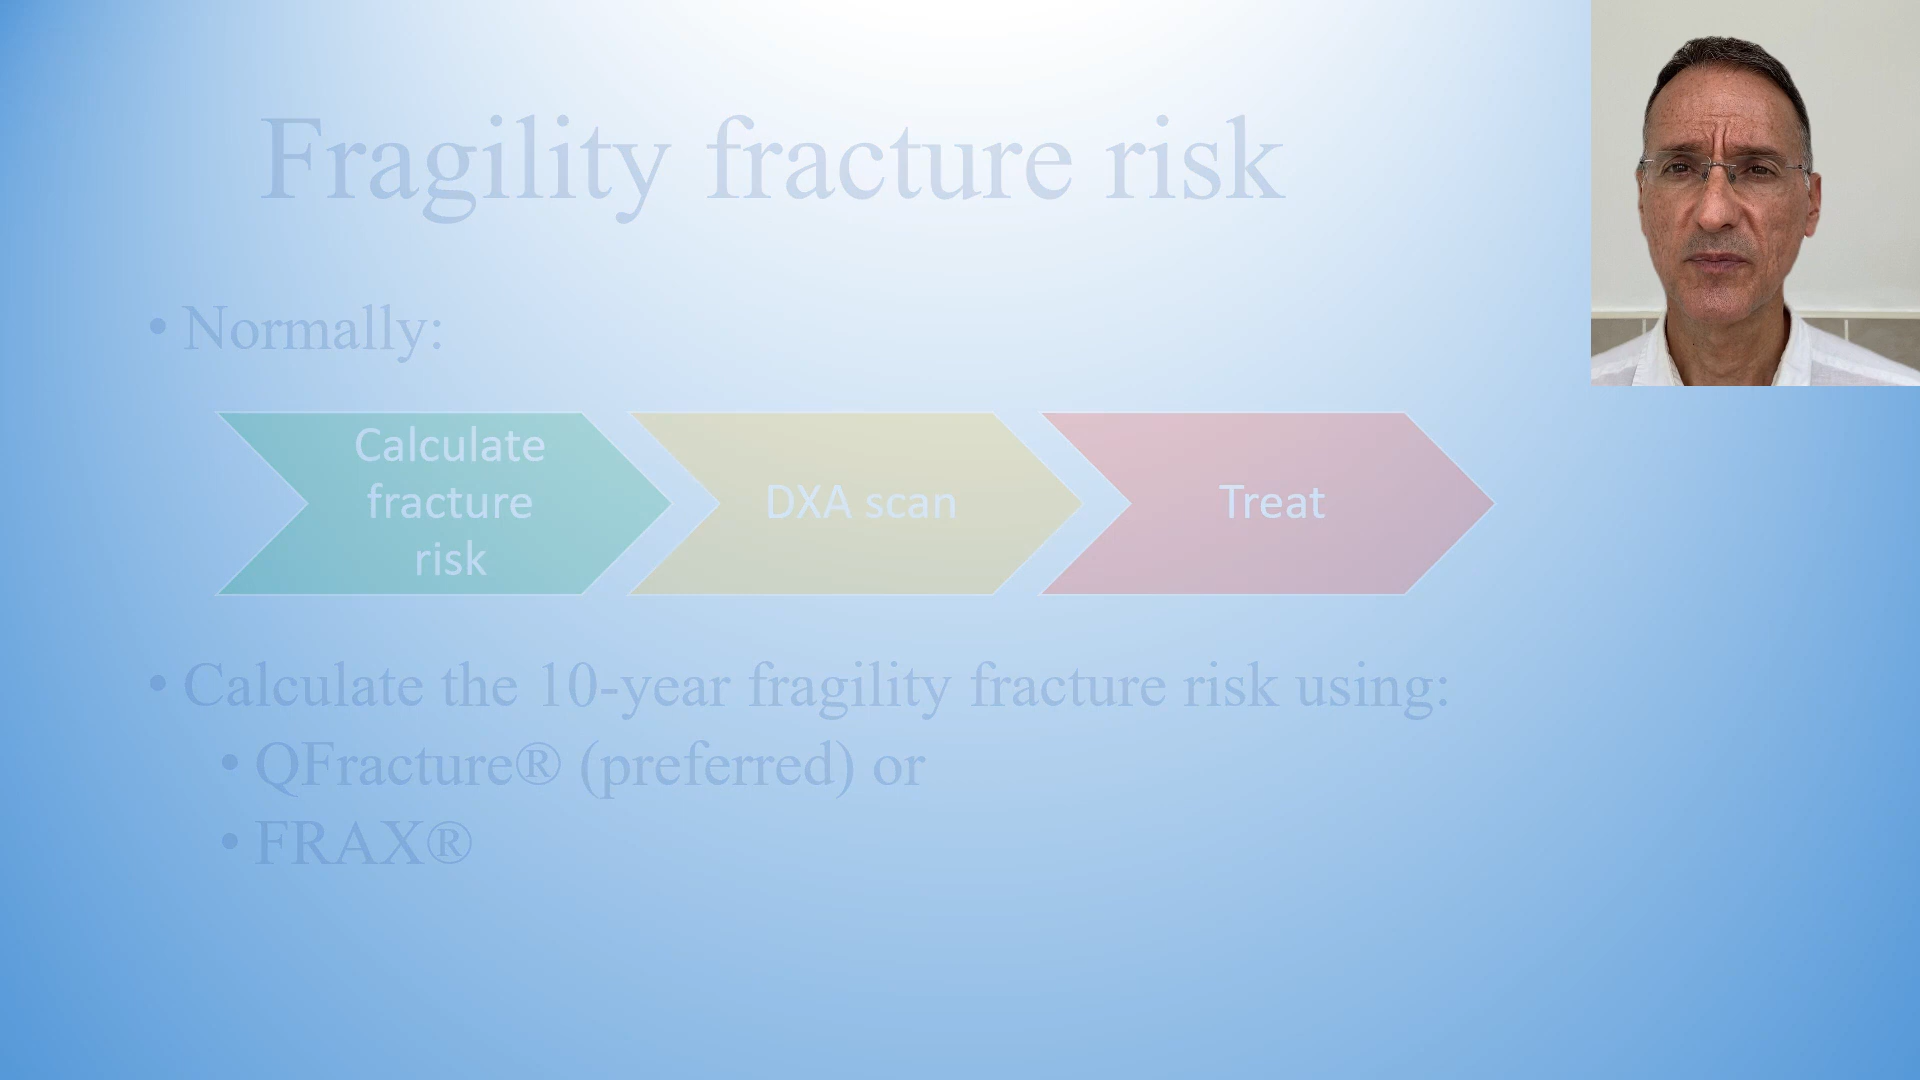 Fragility fracture risk
• Normally:
Calculate
fracture
risk
DXA scan
Treat
• Calculate the 10-year fragility fracture risk using:
• QFracture® (preferred) or
• FRAX®